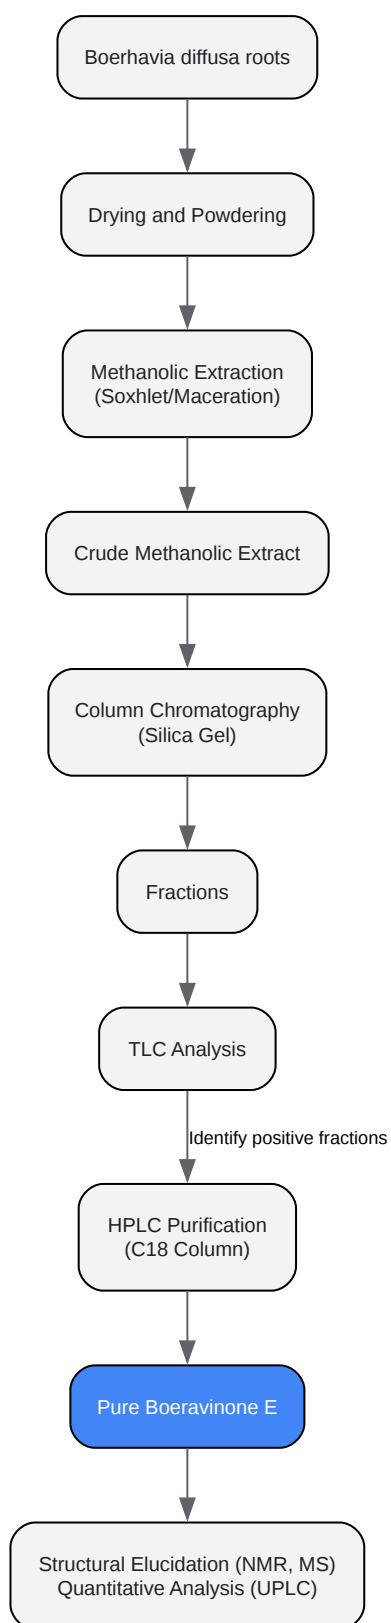 Boerhavia diffusa roots
Drying and Powdering
Methanolic Extraction
(Soxhlet/Maceration)
Crude Methanolic Extract
Column Chromatography
(Silica Gel)
Fractions
TLC Analysis
Identify positive fractions
HPLC Purification
(C18 Column)
Pure Boeravinone E
Structural Elucidation (NMR, MS)
Quantitative Analysis (UPLC)